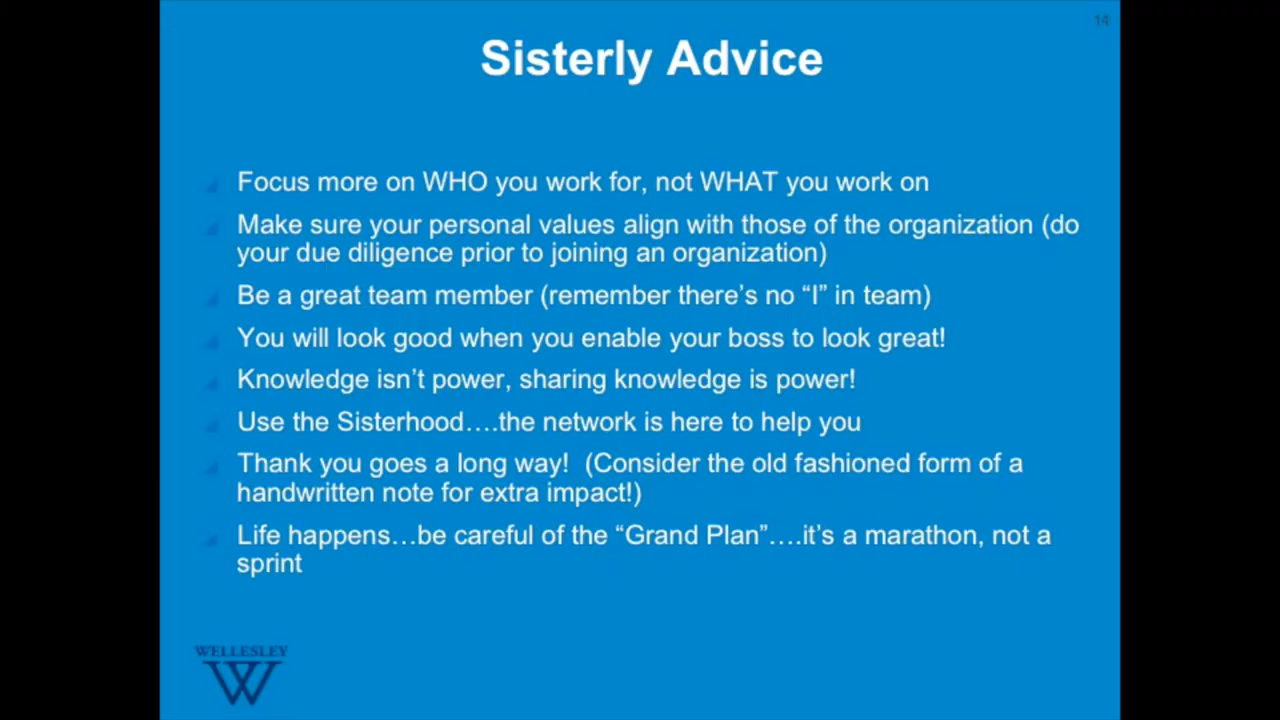 14
Sisterly Advice
Focus more on WHO you work for, not WHAT you work on
Make sure your personal values align with those of the organization (do
your due diligence prior to joining an organization)
Be a great team member (remember there’s no “I” in team)
You will look good when you enable your boss to look great!
Knowledge isn’t power, sharing knowledge is power!
Use the Sisterhood….the network is here to help you
Thank you goes a long way!  (Consider the old fashioned form of a
handwritten note for extra impact!)
Life happens…be careful of the “Grand Plan”….it’s a marathon, not a
sprint
WELLESLEY
W